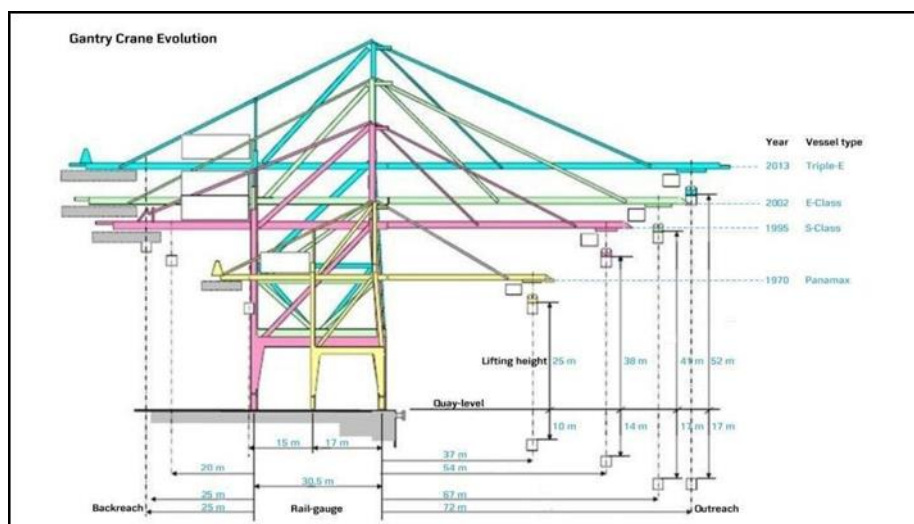 Gantry Crane Evolution
Year Vessel type
2013 Triple-E
2002 E-Class
1995 S-Class
1970 Panamax
Lifting height 25 m 38 m 41 m 52 m
Quay-level
10 m 14 m 17 m 17 m
15 m 17 m
37 m
20 m 54 m
30,5 m
25 m 67 m
Backreach 25 m Rail-gauge 72 m Outreach